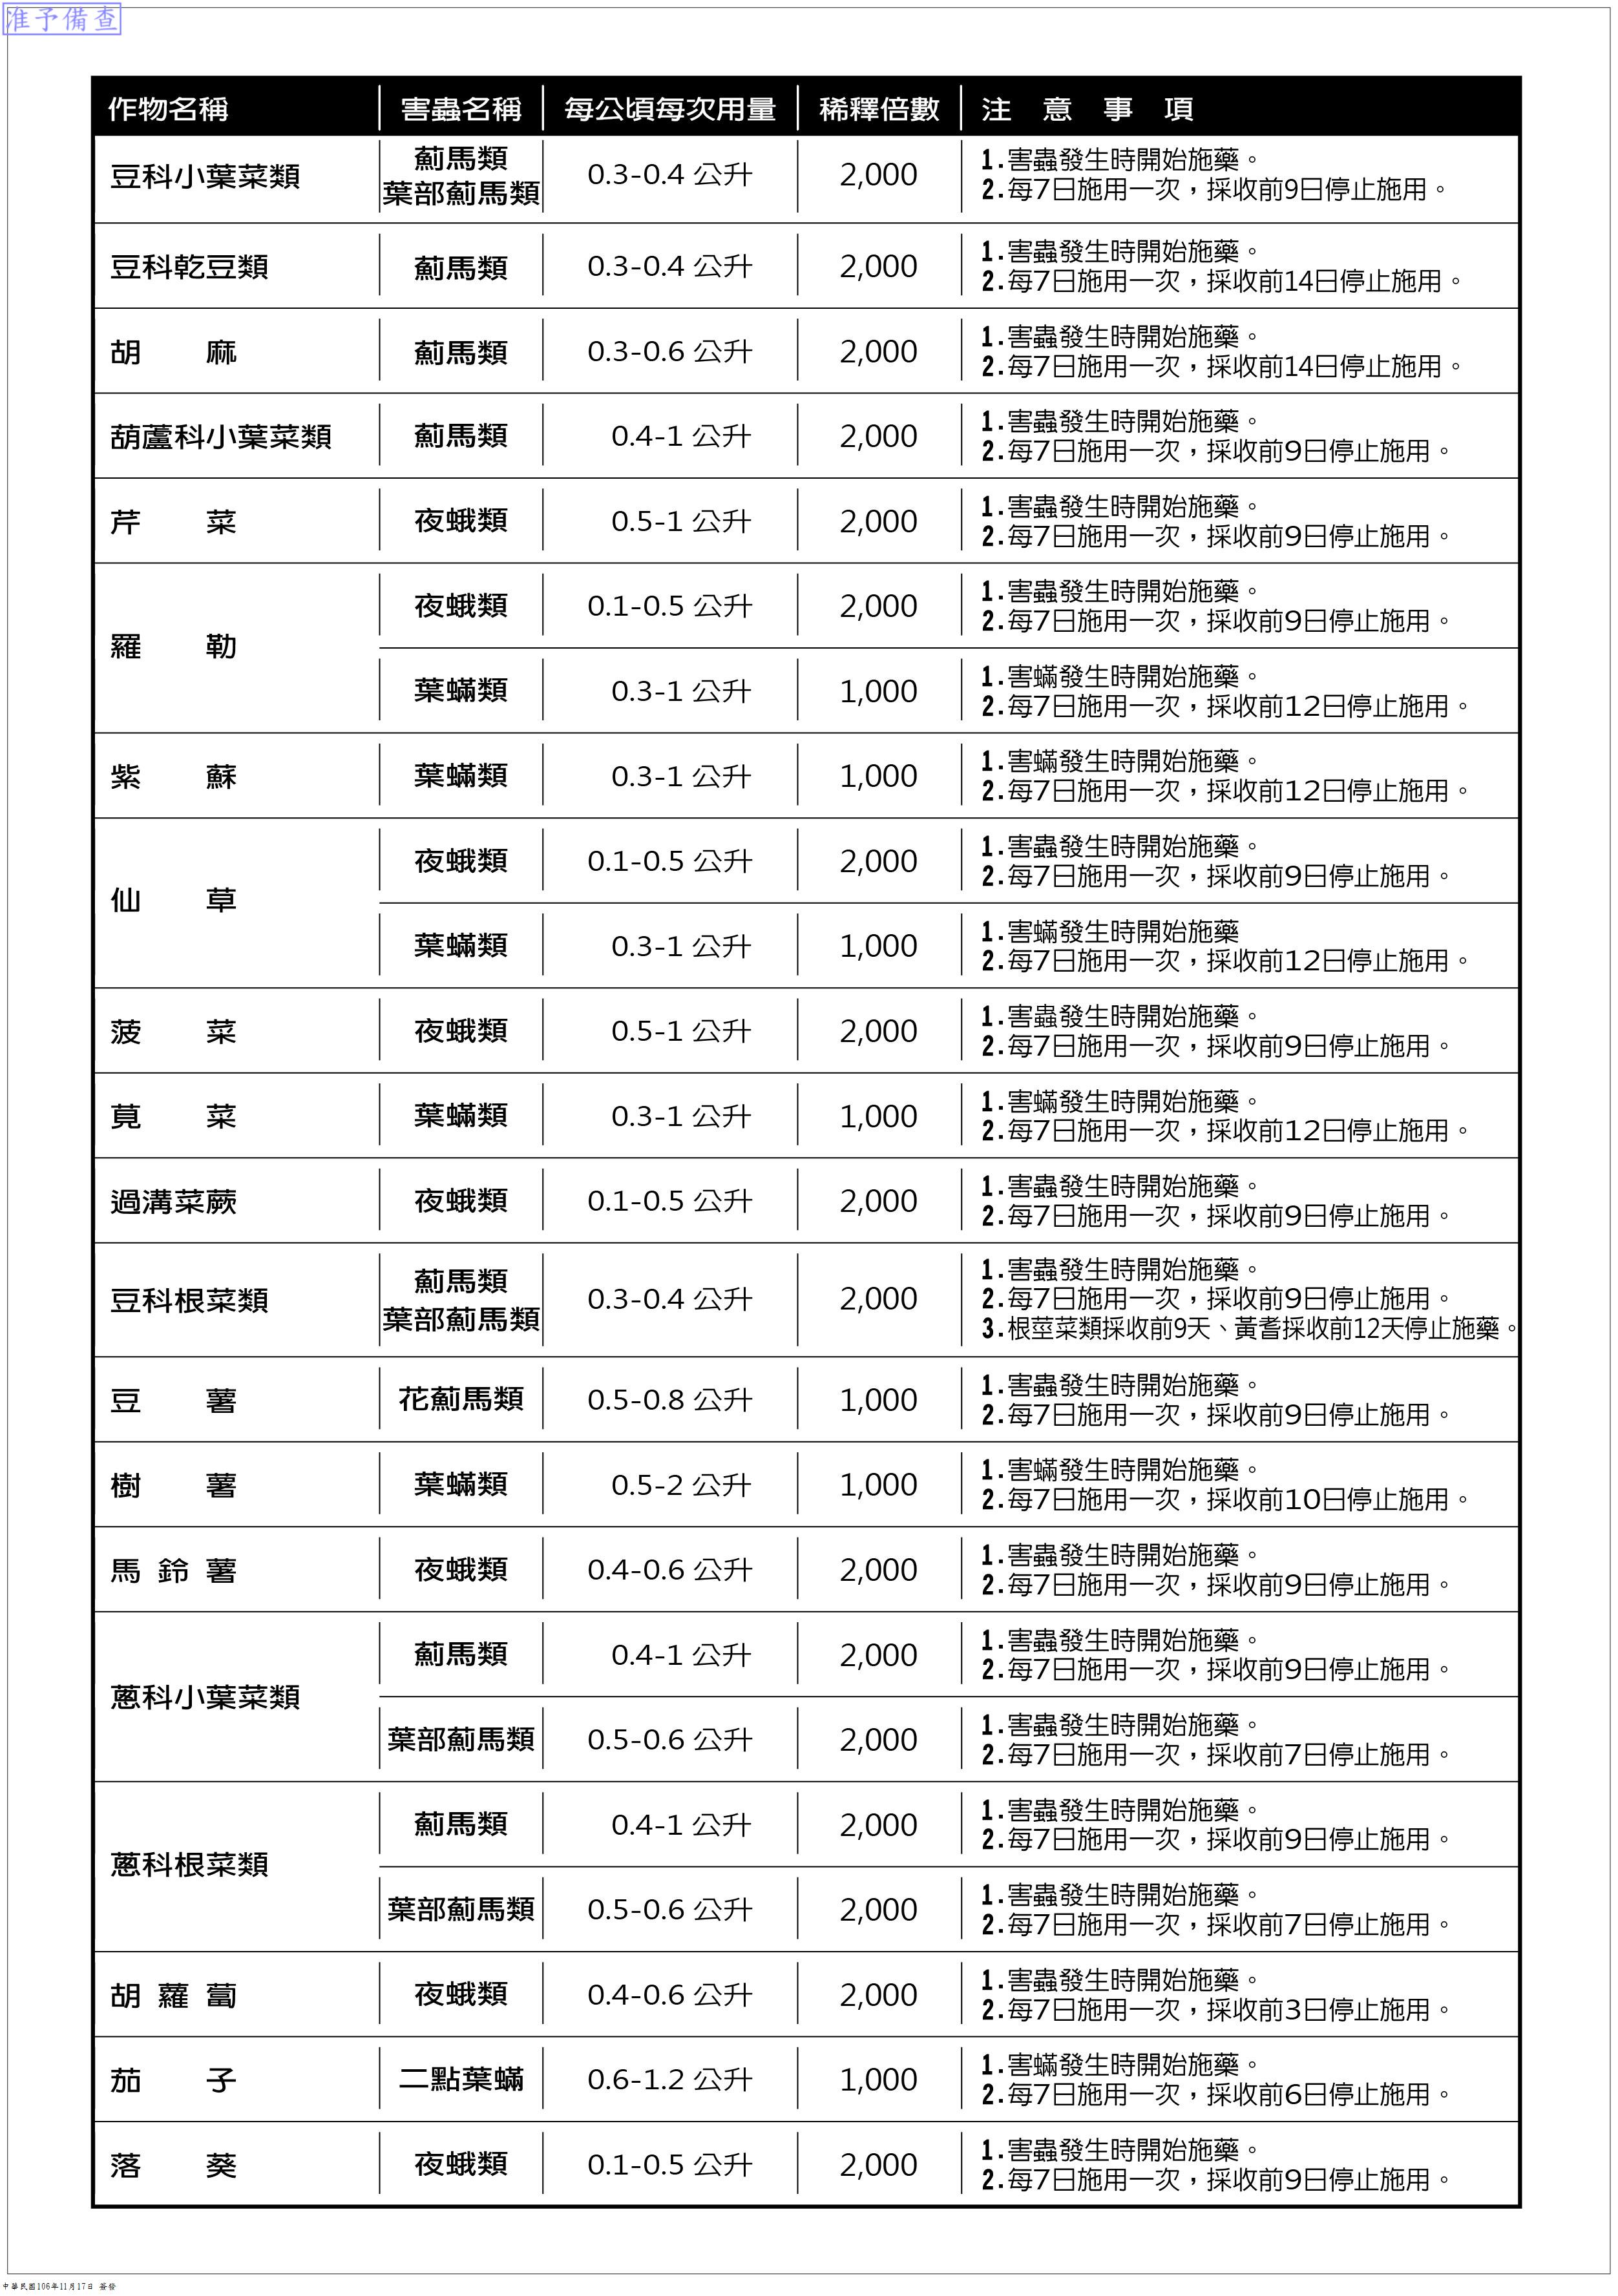 准予備查
作物名稱 害蟲名稱 每公頃每次用量 稀釋倍數 注意事項
豆科小葉菜類 薊馬類 葉部薊馬類 0.3-0.4 公升 2,000
1.害蟲發生時開始施藥。
2.每7日施用一次，採收前9日停止施用。
豆科乾豆類 薊馬類 0.3-0.4 公升 2,000
1.害蟲發生時開始施藥。
2.每7日施用一次，採收前14日停止施用。
胡麻 薊馬類 0.3-0.6 公升 2,000
1.害蟲發生時開始施藥。
2.每7日施用一次，採收前14日停止施用。
葫蘆科小葉菜類 薊馬類 0.4-1 公升 2,000
1.害蟲發生時開始施藥。
2.每7日施用一次，採收前9日停止施用。
芹菜 夜蛾類 0.5-1 公升 2,000
1.害蟲發生時開始施藥。
2.每7日施用一次，採收前9日停止施用。
羅勒 夜蛾類 0.1-0.5 公升 2,000
1.害蟲發生時開始施藥。
2.每7日施用一次，採收前9日停止施用。
葉蟎類 0.3-1 公升 1,000
1.害蟎發生時開始施藥。
2.每7日施用一次，採收前12日停止施用。
紫蘇 葉蟎類 0.3-1 公升 1,000
1.害蟎發生時開始施藥。
2.每7日施用一次，採收前12日停止施用。
仙草 夜蛾類 0.1-0.5 公升 2,000
1.害蟲發生時開始施藥。
2.每7日施用一次，採收前9日停止施用。
葉蟎類 0.3-1 公升 1,000
1.害蟎發生時開始施藥
2.每7日施用一次，採收前12日停止施用。
菠菜 夜蛾類 0.5-1 公升 2,000
1.害蟲發生時開始施藥。
2.每7日施用一次，採收前9日停止施用。
莧菜 葉蟎類 0.3-1 公升 1,000
1.害蟎發生時開始施藥。
2.每7日施用一次，採收前12日停止施用。
過溝菜蕨 夜蛾類 0.1-0.5 公升 2,000
1.害蟲發生時開始施藥。
2.每7日施用一次，採收前9日停止施用。
豆科根菜類 薊馬類 葉部薊馬類 0.3-0.4 公升 2,000
1.害蟲發生時開始施藥。
2.每7日施用一次，採收前9日停止施用。
3.根莖菜類採收前9天、黃耆採收前12天停止施藥。
豆薯 花薊馬類 0.5-0.8 公升 1,000
1.害蟲發生時開始施藥。
2.每7日施用一次，採收前9日停止施用。
樹薯 葉蟎類 0.5-2 公升 1,000
1.害蟎發生時開始施藥。
2.每7日施用一次，採收前10日停止施用。
馬鈴薯 夜蛾類 0.4-0.6 公升 2,000
1.害蟲發生時開始施藥。
2.每7日施用一次，採收前9日停止施用。
蔥科小葉菜類 薊馬類 0.4-1 公升 2,000
1.害蟲發生時開始施藥。
2.每7日施用一次，採收前9日停止施用。
葉部薊馬類 0.5-0.6 公升 2,000
1.害蟲發生時開始施藥。
2.每7日施用一次，採收前7日停止施用。
蔥科根菜類 薊馬類 0.4-1 公升 2,000
1.害蟲發生時開始施藥。
2.每7日施用一次，採收前9日停止施用。
葉部薊馬類 0.5-0.6 公升 2,000
1.害蟲發生時開始施藥。
2.每7日施用一次，採收前7日停止施用。
胡蘿蔔 夜蛾類 0.4-0.6 公升 2,000
1.害蟲發生時開始施藥。
2.每7日施用一次，採收前3日停止施用。
茄子 二點葉蟎 0.6-1.2 公升 1,000
1.害蟎發生時開始施藥。
2.每7日施用一次，採收前6日停止施用。
落葵 夜蛾類 0.1-0.5 公升 2,000
1.害蟲發生時開始施藥。
2.每7日施用一次，採收前9日停止施用。
中華民國106年11月17日 簽發